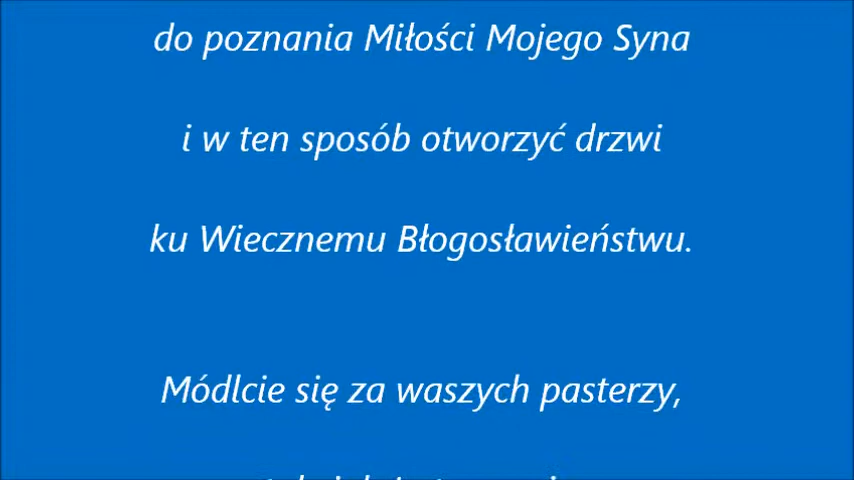 do poznania Miłości Mojego Syna
i w ten sposób otworzyć drzwi
ku Wiecznemu Błogosławieństwu.
Módlcie się za waszych pasterzy,